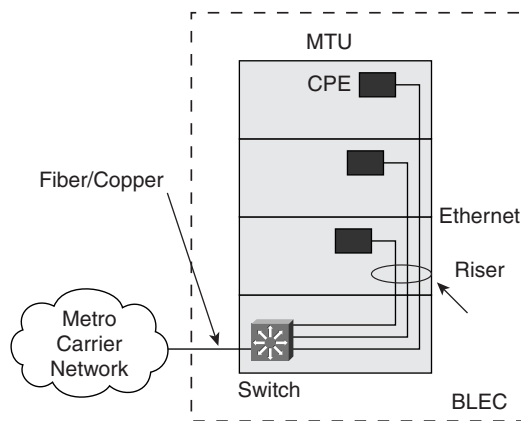 MTU
CPE
Fiber/Copper
Ethernet
Riser
Metro
Carrier
Network
Switch
BLEC